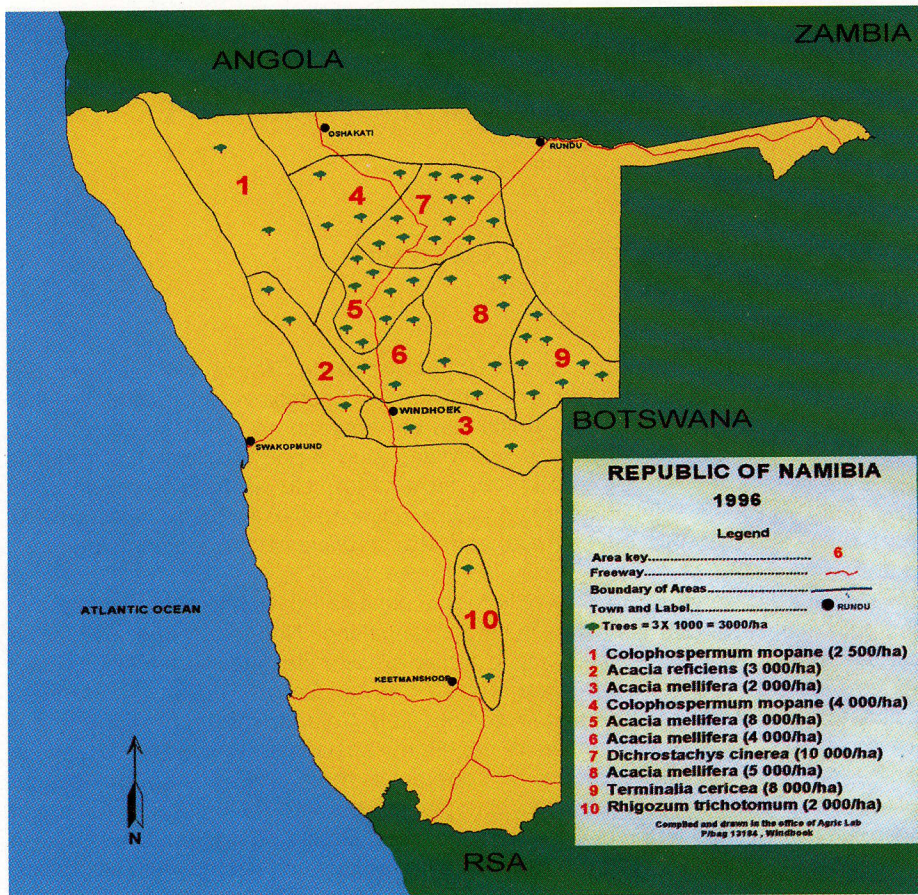 ANGOLA
ZAMBIA
OSHAKATI
RUNDU
1
4
7
5
8
6
9
2
WINDHOEK
3
BOTSWANA
SWAKOPMUND
ATLANTIC OCEAN
10
KEETMANSHOOP
N
RSA
REPUBLIC OF NAMIBIA
1996
Legend
Area key.......................................... 6
Freeway..........................................
Boundary of Areas..........................
Town and Label.............................. RUNDU
Trees = 3X 1000 = 3000/ha
1 Colophospermum mopane (2 500/ha)
2 Acacia reficiens (3 000/ha)
3 Acacia mellifera (2 000/ha)
4 Colophospermum mopane (4 000/ha)
5 Acacia mellifera (8 000/ha)
6 Acacia mellifera (4 000/ha)
7 Dichrostachys cinerea (10 000/ha)
8 Acacia mellifera (5 000/ha)
9 Terminalia cericea (8 000/ha)
10 Rhigozum trichotomum (2 000/ha)
Compiled and drawn in the office of Agric Lab
P/bag 13184 , Windhoek